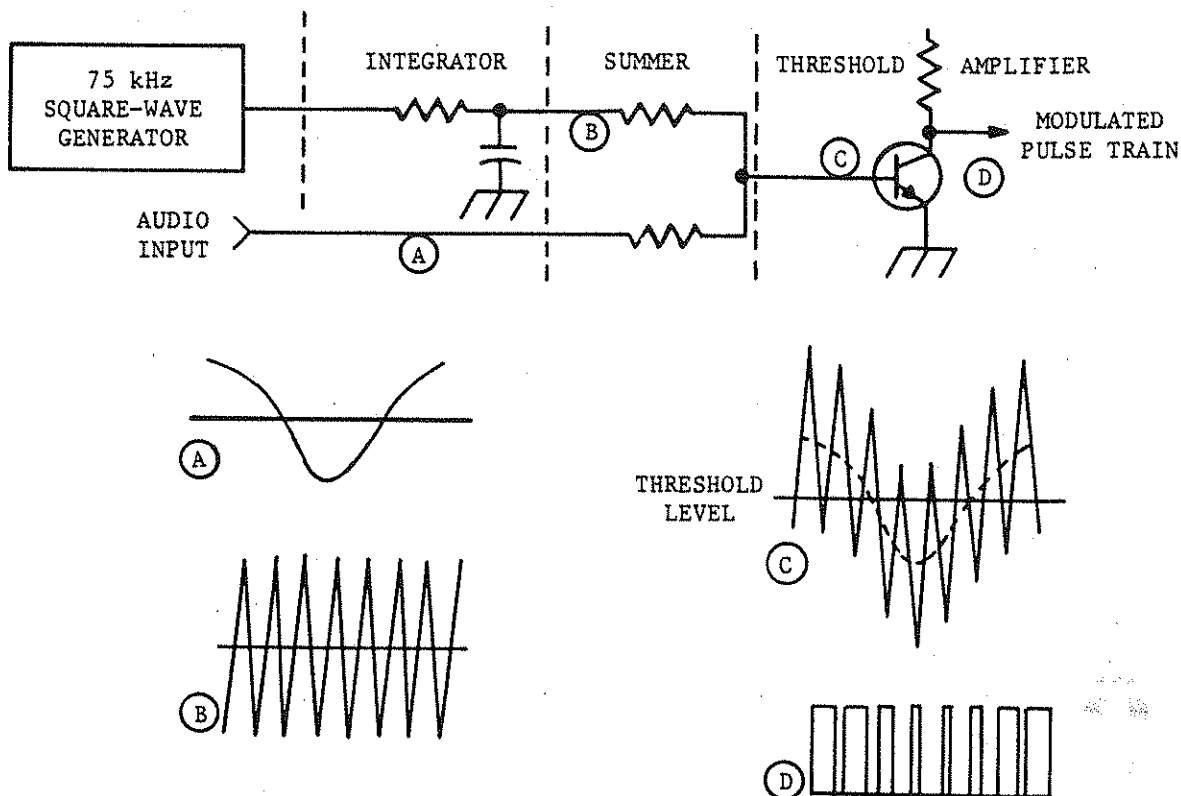 75 kHz
SQUARE-WAVE
GENERATOR
INTEGRATOR
SUMMER
THRESHOLD
AMPLIFIER
B
C
D
MODULATED
PULSE TRAIN
AUDIO
INPUT
A
A
B
THRESHOLD
LEVEL
C
D